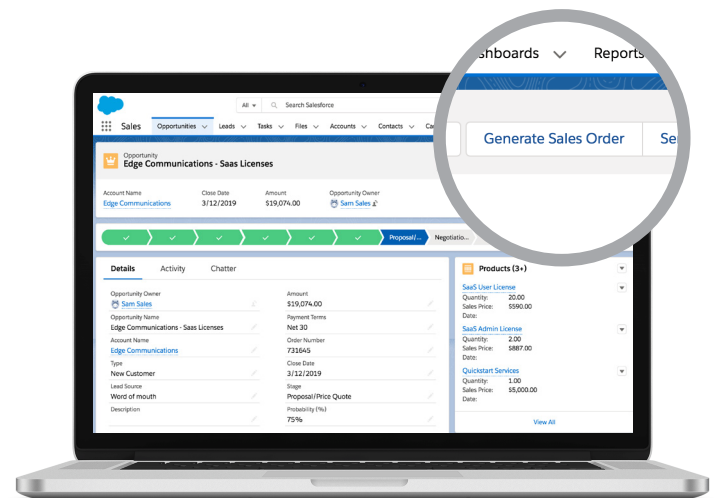 shboards Reports
Generate Sales Order
All Search Salesforce
Sales Opportunities Leads Tasks Files Accounts Contacts
Opportunity
Edge Communications - Saas Licenses
Account Name Close Date Amount Opportunity Owner
Edge Communications 3/12/2019 $19,074.00 Sam Sales
Proposal/... Negotiatio...
Details Activity Chatter
Opportunity Owner
Sam Sales
Opportunity Name
Edge Communications - Saas Licenses
Account Name
Edge Communications
Type
New Customer
Lead Source
Word of mouth
Description
Amount
$19,074.00
Payment Terms
Net 30
Order Number
731645
Close Date
3/12/2019
Stage
Proposal/Price Quote
Probability (%)
75%
Products (3+)
SaaS User License
Quantity: 20.00
Sales Price: $590.00
Date:
SaaS Admin License
Quantity: 2.00
Sales Price: $887.00
Date:
Quickstart Services
Quantity: 1.00
Sales Price: $5,000.00
Date:
View All